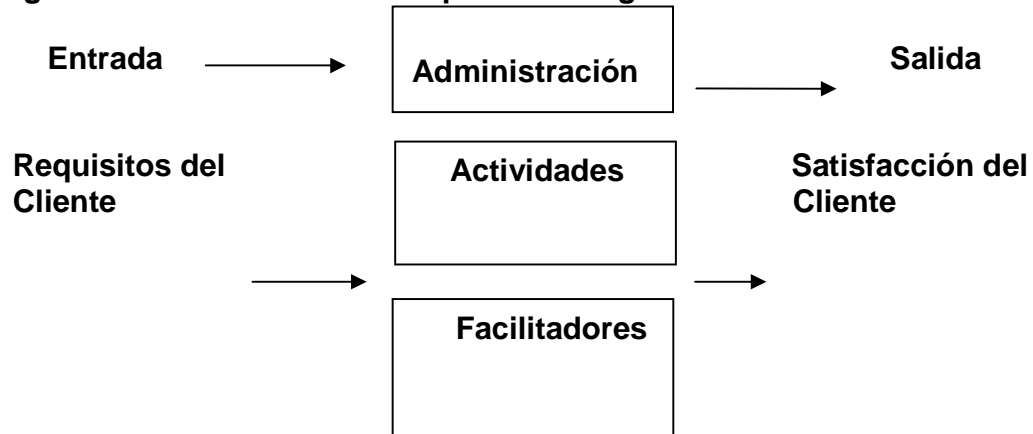 Entrada
Administración
Salida
Requisitos del
Cliente
Actividades
Satisfacción del
Cliente
Facilitadores